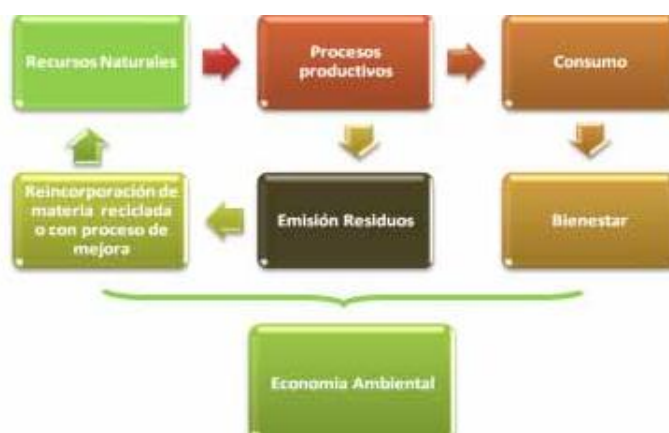 Recursos Naturales
Procesos
productivos
Consumo
Reincorporación de
materia reciclada
o con proceso de
mejora
Emisión Residuos
Bienestar
Economia Ambiental